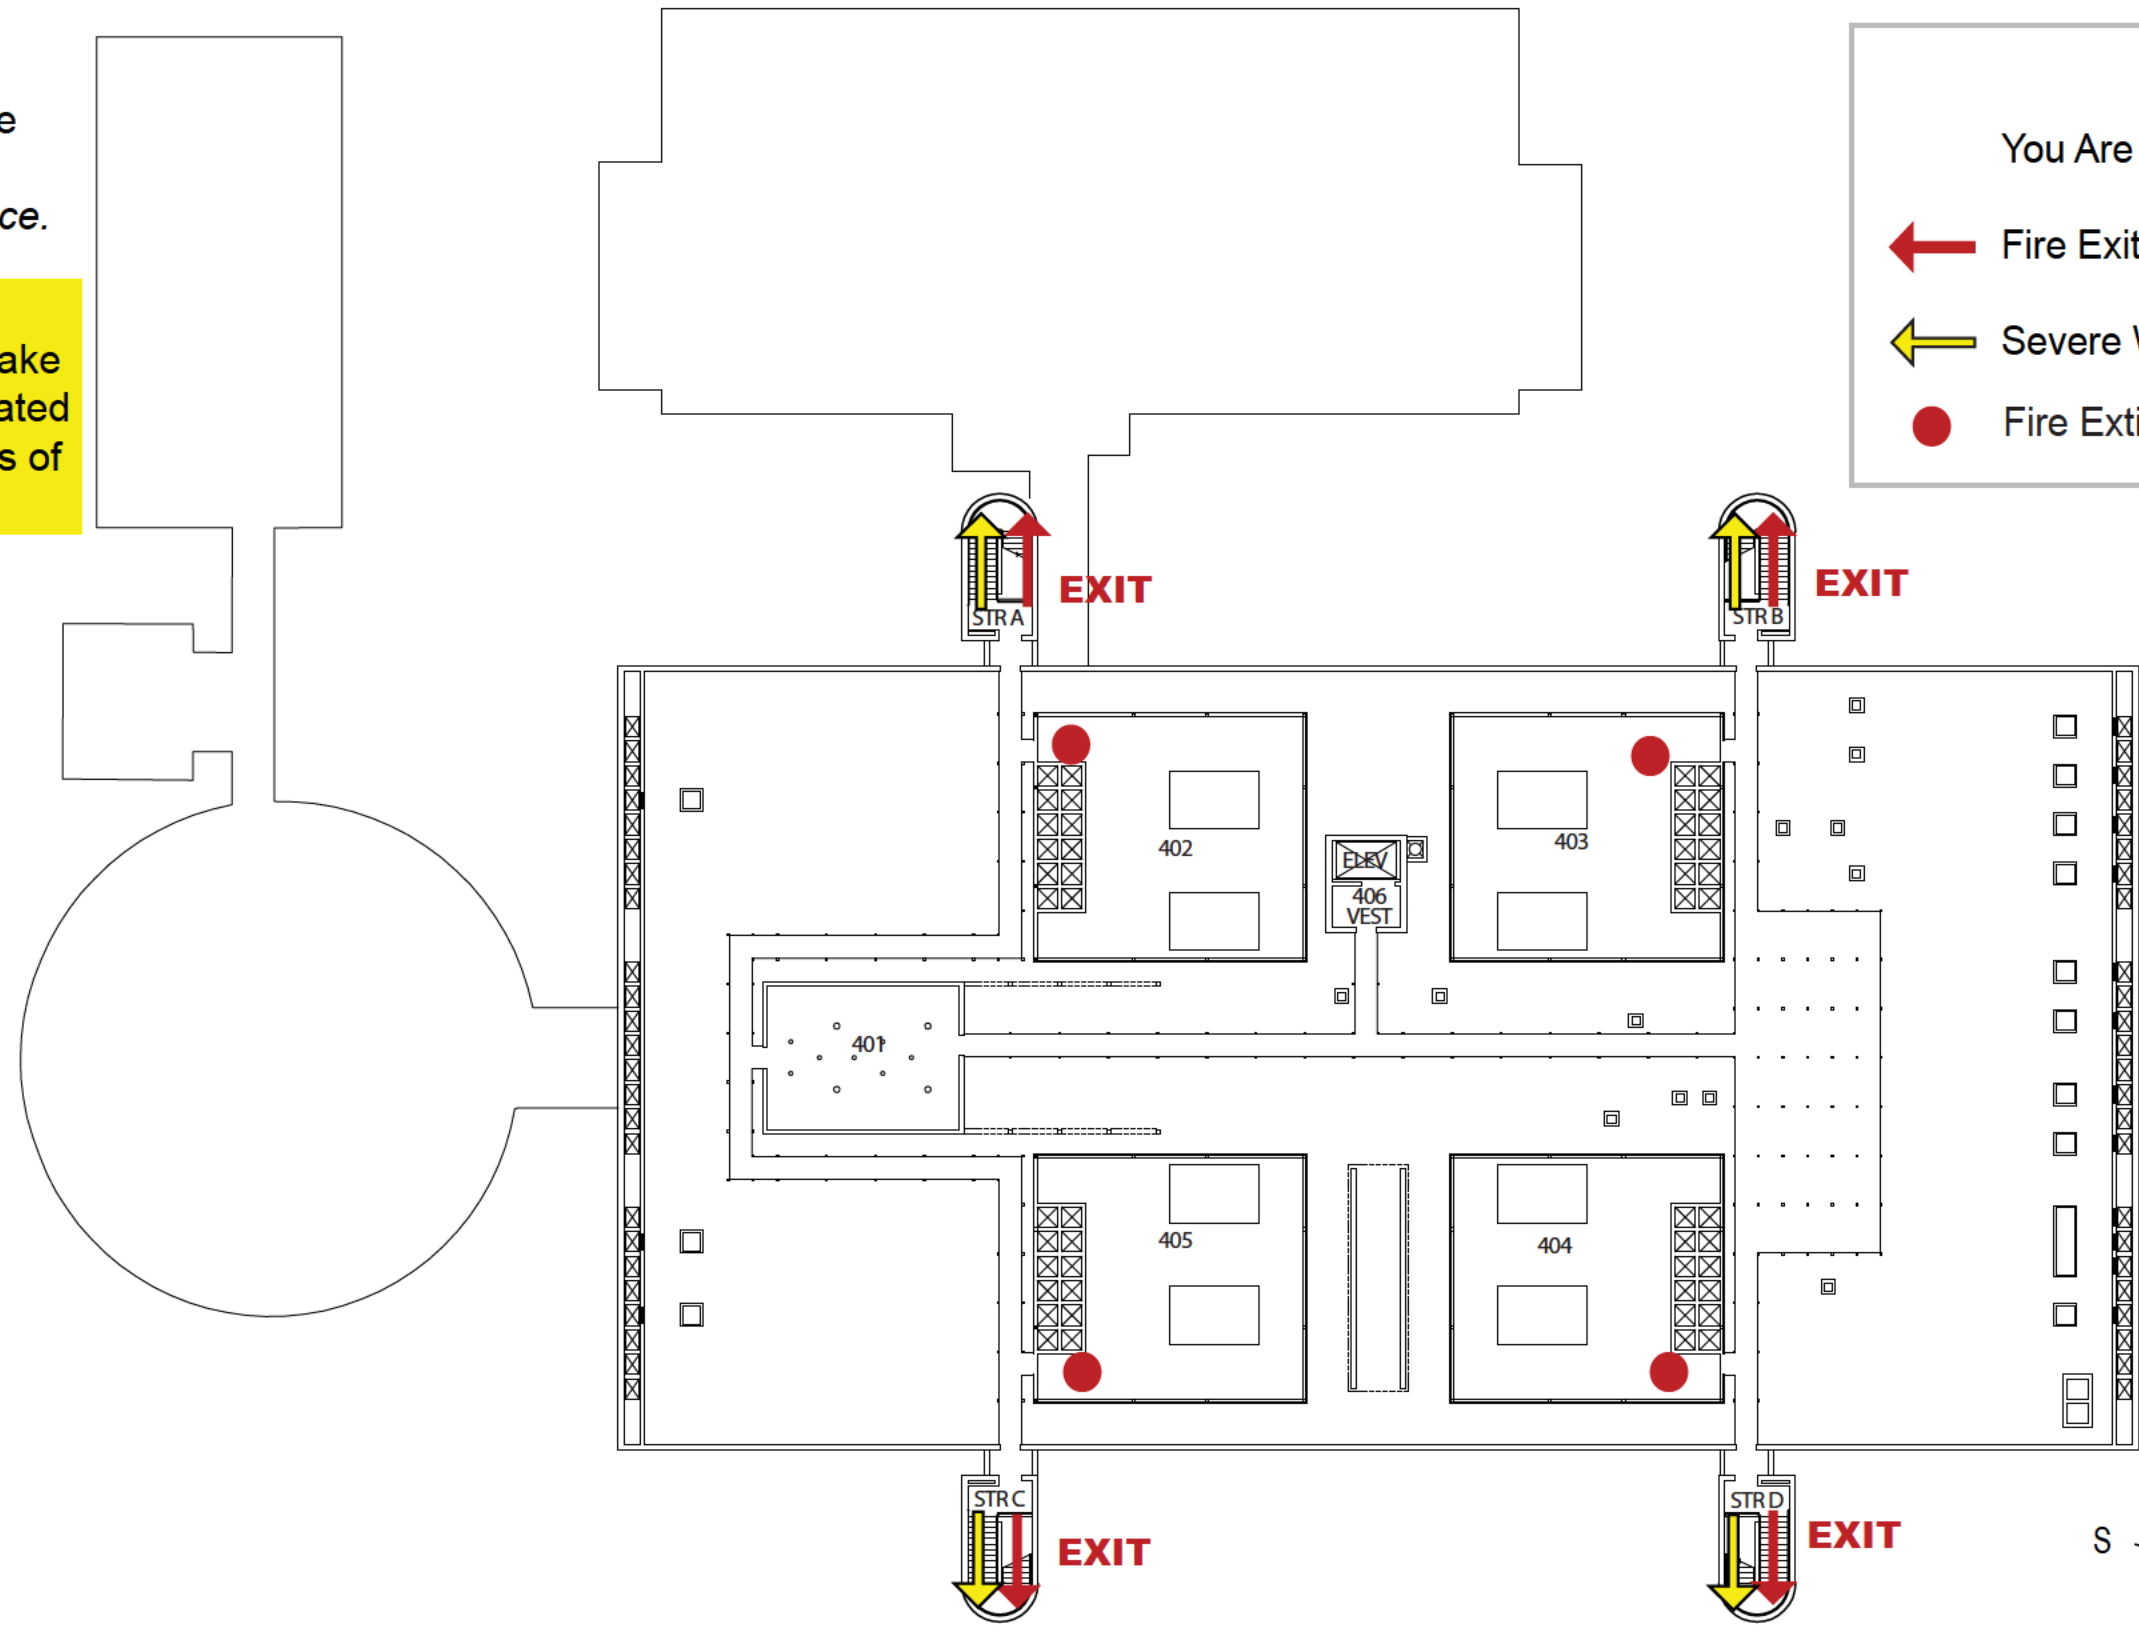 e
ce.
ake
ated
s of
You Are
Fire Exit
Severe
Fire Exti
EXIT
EXIT
STR A
STR B
402
403
ELEV
406
VEST
401
405
404
STR C
STR D
EXIT
EXIT
S